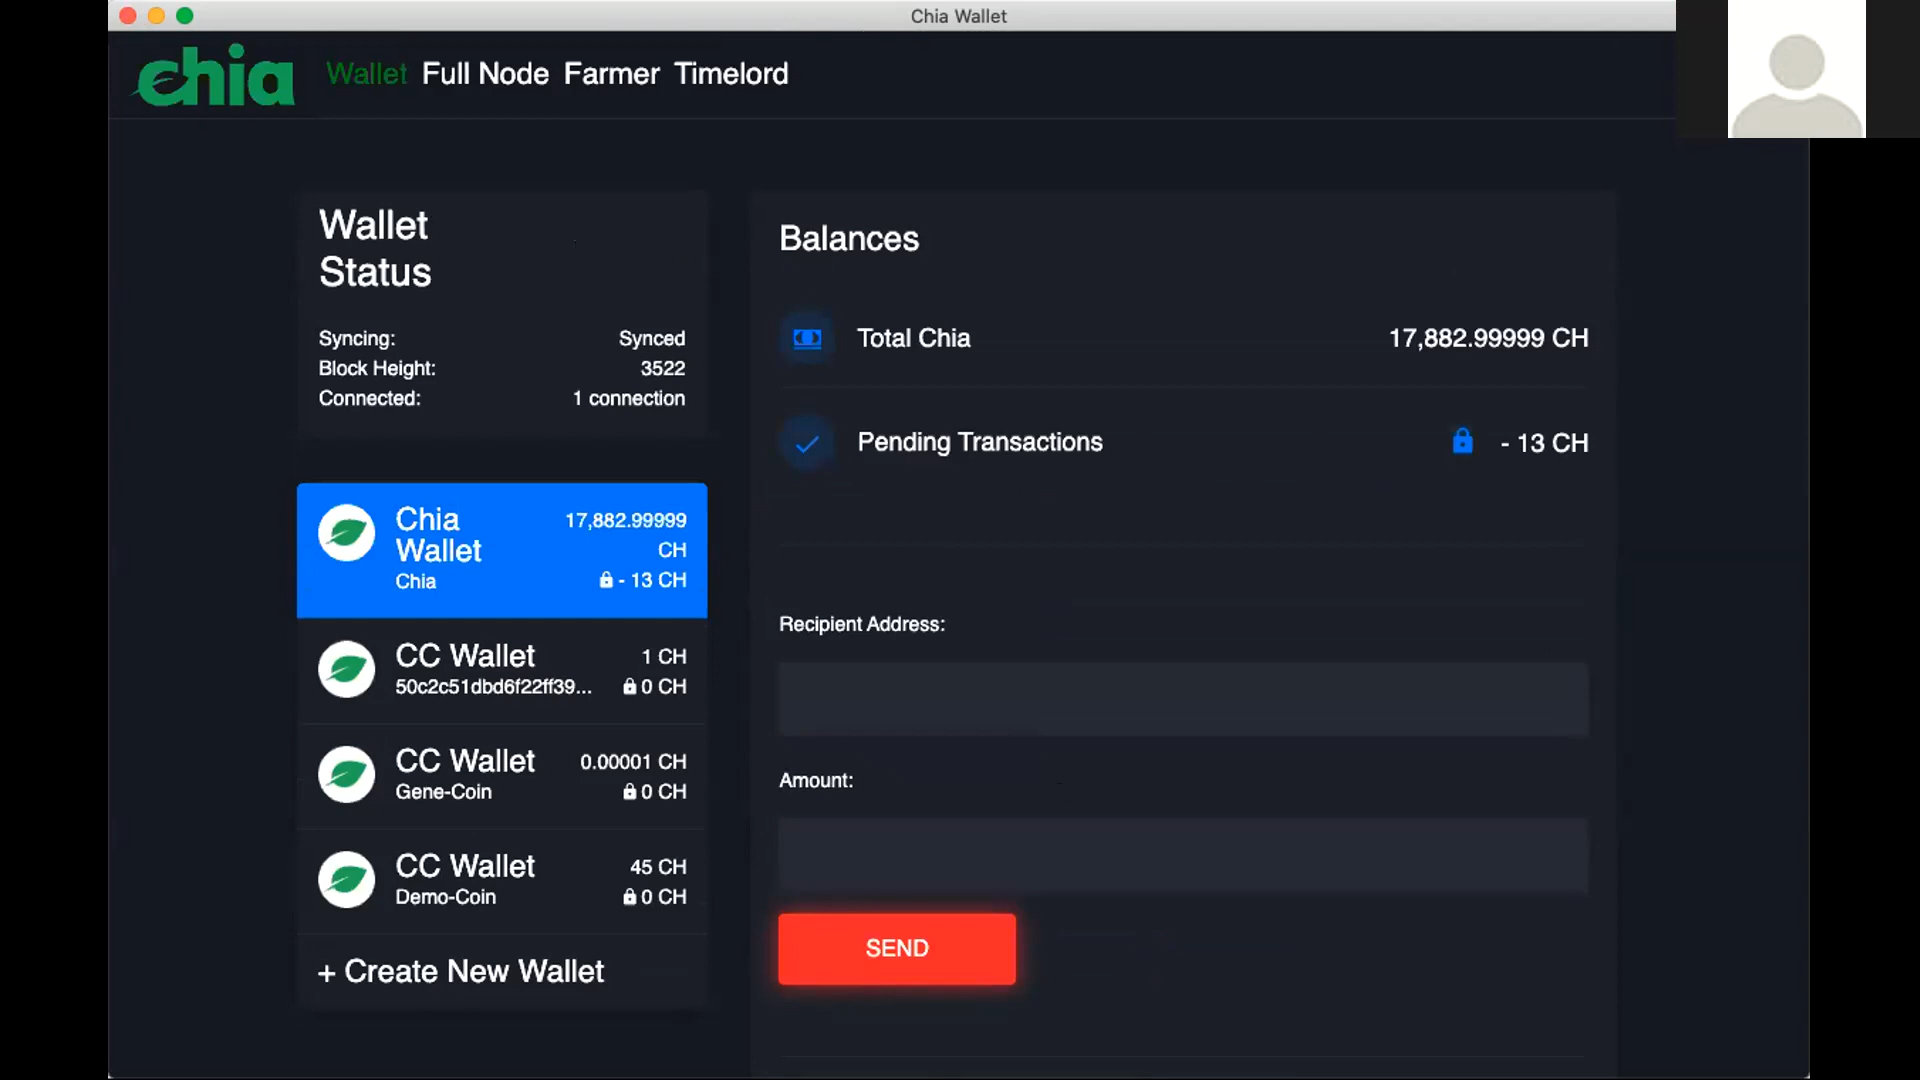 Chia Wallet
chia
Wallet Full Node Farmer Timelord
Wallet
Status
Syncing: Synced
Block Height: 3522
Connected: 1 connection
Chia
Wallet
Chia
17,882.99999
CH
- 13 CH
CC Wallet 1 CH
50c2c51dbd6f22ff39... 0 CH
CC Wallet 0.00001 CH
Gene-Coin 0 CH
CC Wallet 45 CH
Demo-Coin 0 CH
+ Create New Wallet
Balances
Total Chia 17,882.99999 CH
Pending Transactions - 13 CH
Recipient Address:
Amount:
SEND